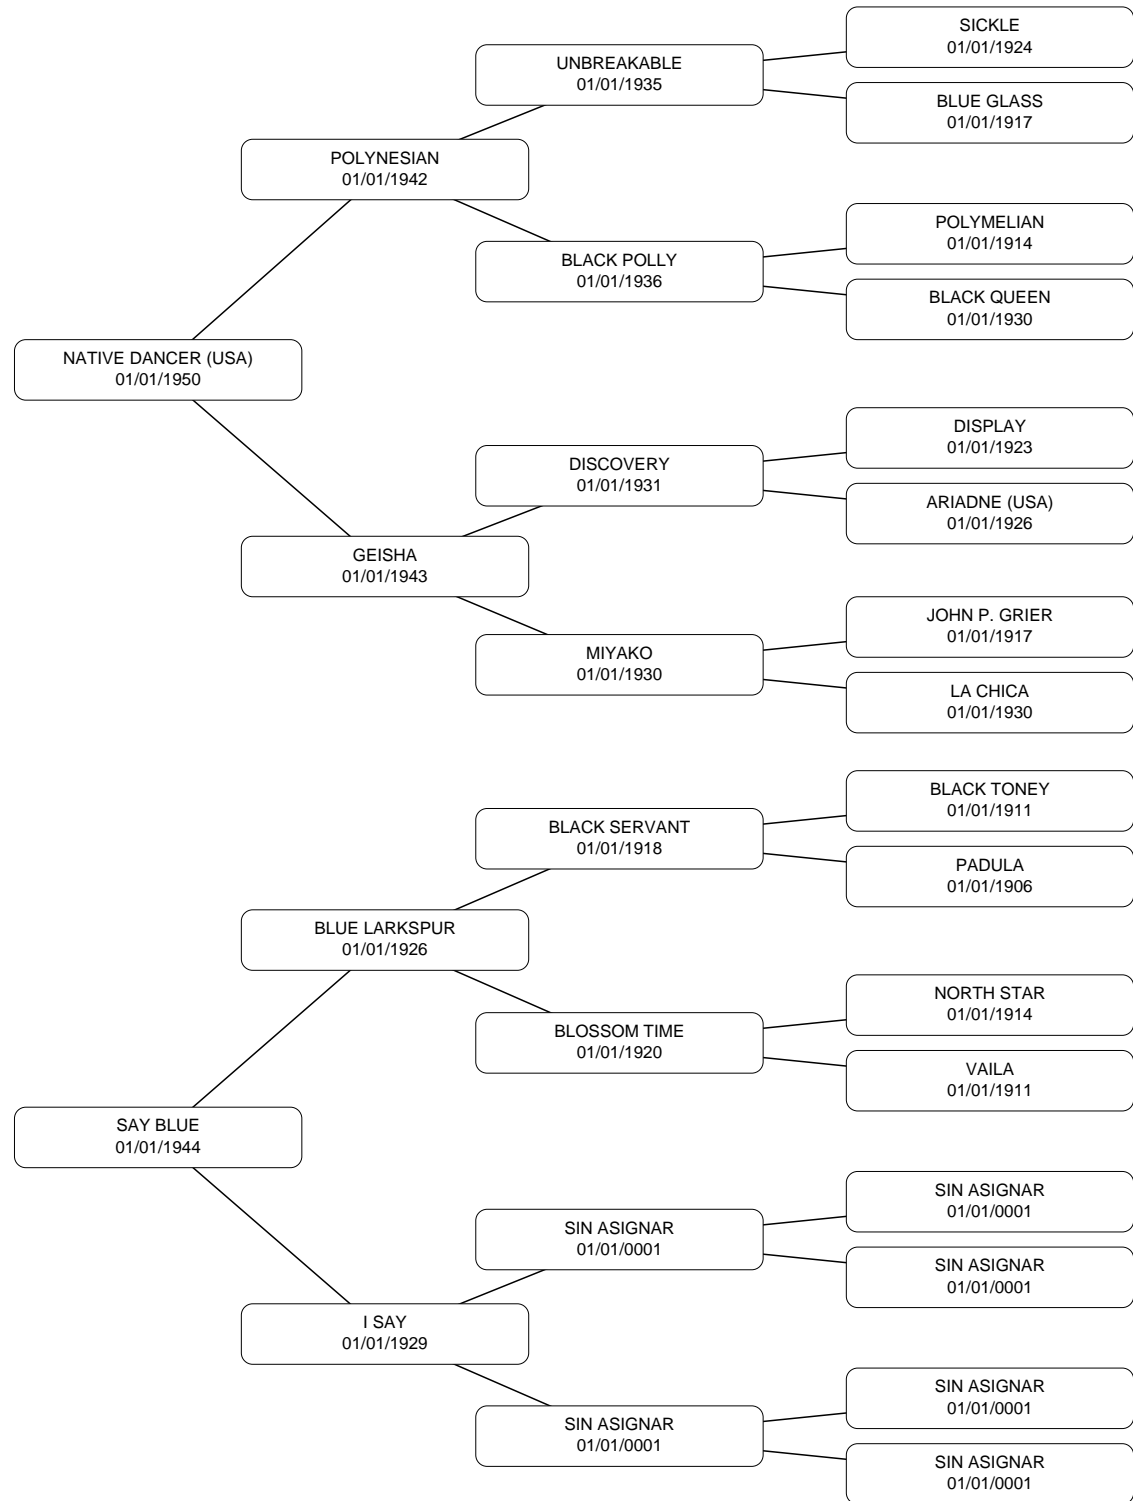 SICKLE
01/01/1924
UNBREAKABLE
01/01/1935
BLUE GLASS
01/01/1917
POLYNESIAN
01/01/1942
POLYMELIAN
01/01/1914
BLACK POLLY
01/01/1936
BLACK QUEEN
01/01/1930
NATIVE DANCER (USA)
01/01/1950
DISPLAY
01/01/1923
DISCOVERY
01/01/1931
ARIADNE (USA)
01/01/1926
GEISHA
01/01/1943
JOHN P. GRIER
01/01/1917
MIYAKO
01/01/1930
LA CHICA
01/01/1930
BLACK TONEY
01/01/1911
BLACK SERVANT
01/01/1918
PADULA
01/01/1906
BLUE LARKSPUR
01/01/1926
NORTH STAR
01/01/1914
BLOSSOM TIME
01/01/1920
VAILA
01/01/1911
SAY BLUE
01/01/1944
SIN ASIGNAR
01/01/0001
SIN ASIGNAR
01/01/0001
SIN ASIGNAR
01/01/0001
I SAY
01/01/1929
SIN ASIGNAR
01/01/0001
SIN ASIGNAR
01/01/0001
SIN ASIGNAR
01/01/0001